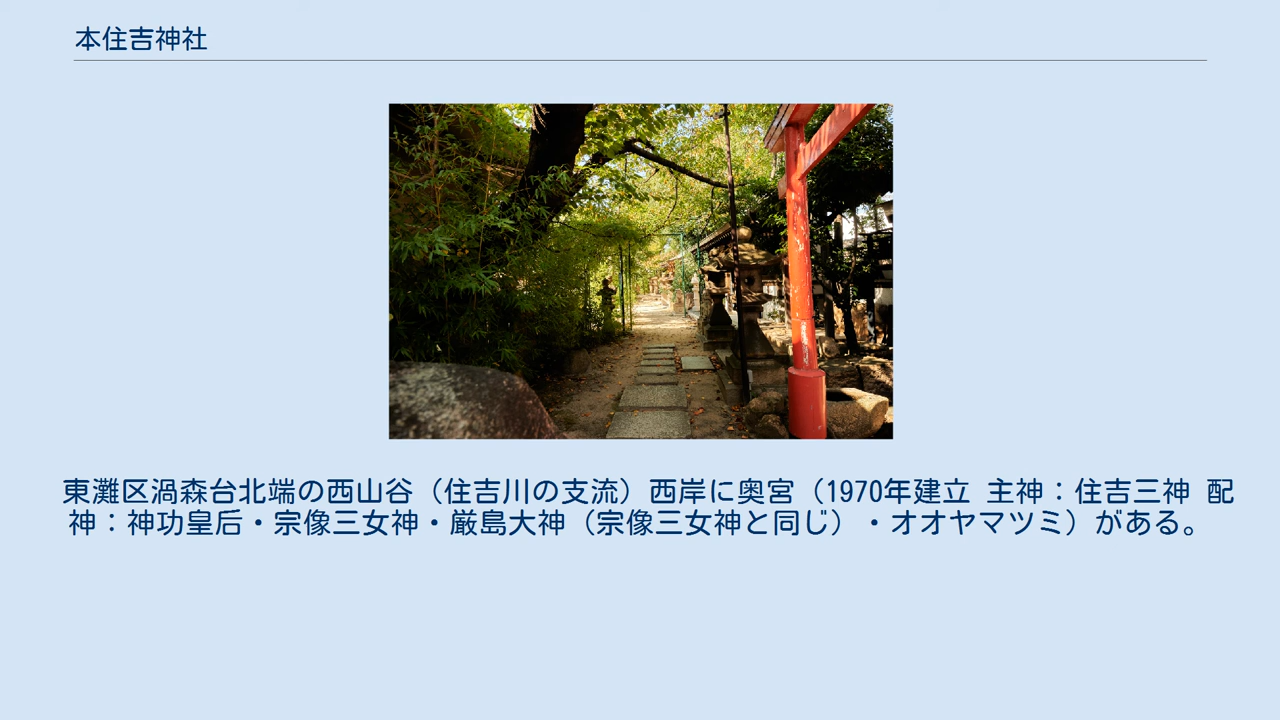 本住吉神社
東灘区渦森台北端の西山谷（住吉川の支流）西岸に奥宮（1970年建立 主神：住吉三神 配
神：神功皇后・宗像三女神・厳島大神（宗像三女神と同じ）・オオヤマツミ）がある。